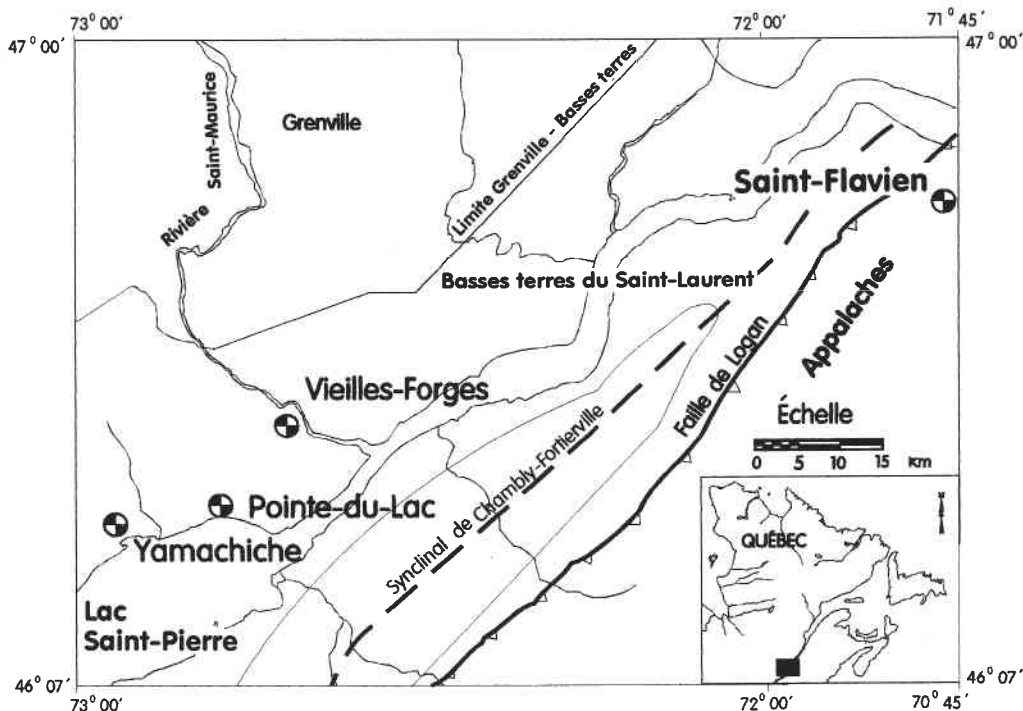 73° 00'
72° 00'
71° 45'
47° 00'
47° 00'
Rivière Saint-Maurice
Grenville
Limite Grenville - Basses terres
Saint-Flavien
Basses terres du Saint-Laurent
Appalaches
Faille de Logan
Vieilles-Forges
Échelle
0 5 10 15 Km
Synclinal de Chambly-Fortierville
Pointe-du-Lac
Yamachiche
QUÉBEC
N
Lac
Saint-Pierre
46° 07'
46° 07'
73° 00'
72° 00'
70° 45'